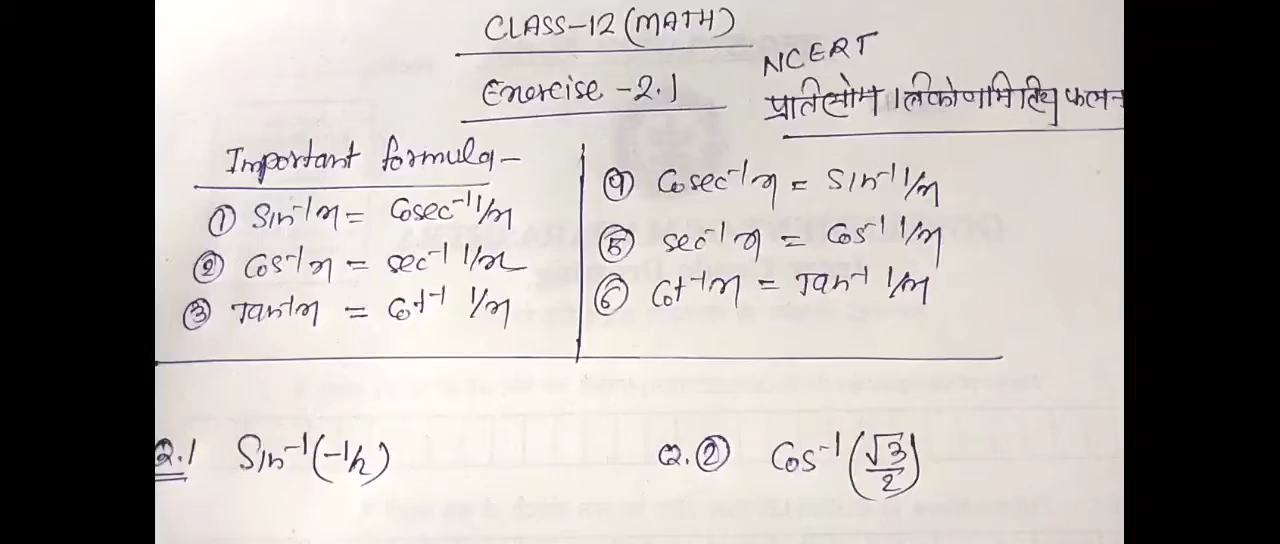 CLASS-12 (MATH)
Exercise - 2.1
NCERT
प्रतिलोम त्रिकोणमितीय फलन
Important formula -
① Sin⁻¹x = Cosec⁻¹ 1/x
② Cos⁻¹x = sec⁻¹ 1/x
③ Tan⁻¹x = Cot⁻¹ 1/x
④ Cosec⁻¹x = Sin⁻¹ 1/x
⑤ sec⁻¹x = Cos⁻¹ 1/x
⑥ Cot⁻¹x = Tan⁻¹ 1/x
Q.1 Sin⁻¹(-1/2)
Q.② Cos⁻¹(√3/2)